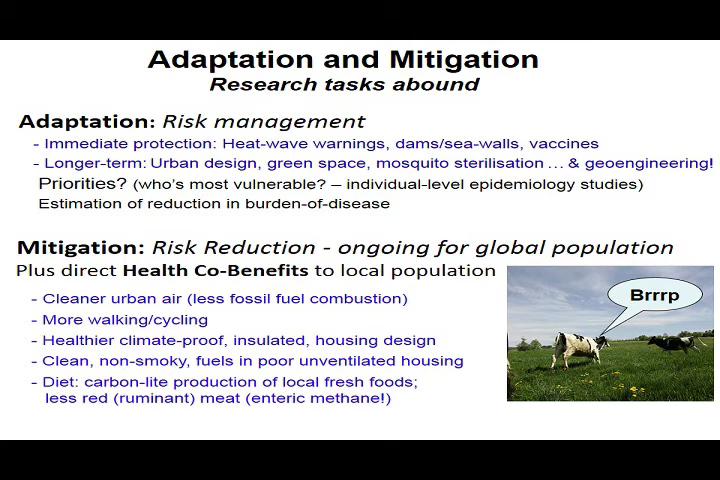 Adaptation and Mitigation
Research tasks abound
Adaptation: Risk management
- Immediate protection: Heat-wave warnings, dams/sea-walls, vaccines
- Longer-term: Urban design, green space, mosquito sterilisation ... & geoengineering!
Priorities? (who's most vulnerable? – individual-level epidemiology studies)
Estimation of reduction in burden-of-disease
Mitigation: Risk Reduction - ongoing for global population
Plus direct Health Co-Benefits to local population
- Cleaner urban air (less fossil fuel combustion)
- More walking/cycling
- Healthier climate-proof, insulated, housing design
- Clean, non-smoky, fuels in poor unventilated housing
- Diet: carbon-lite production of local fresh foods;
less red (ruminant) meat (enteric methane!)
Brrrp